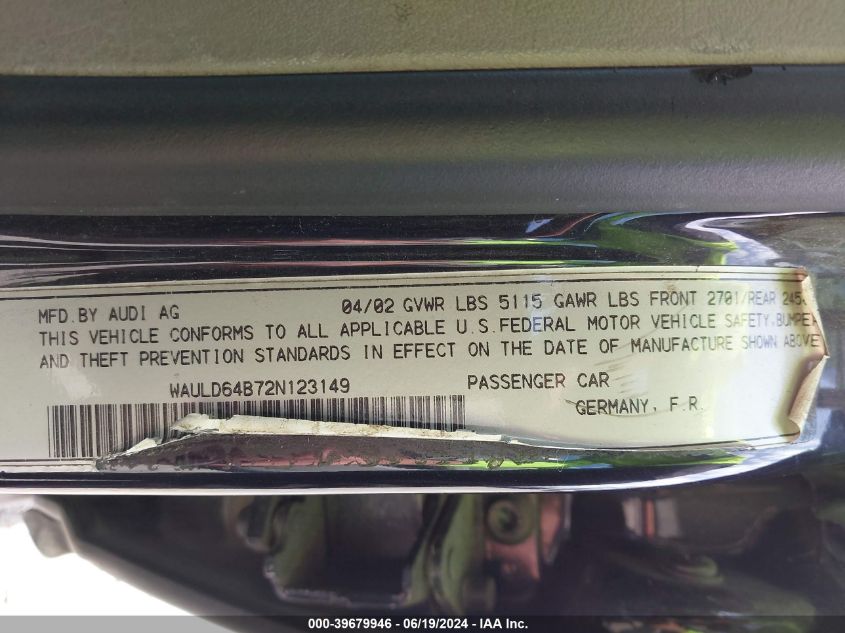 MFD.BY AUDI AG 04/02 GVWR LBS 5115 GAWR LBS FRONT 2701/REAR
THIS VEHICLE CONFORMS TO ALL APPLICABLE U.S.FEDERAL MOTOR VEHICLE SAFETY,BUMPER
AND THEFT PREVENTION STANDARDS IN EFFECT ON THE DATE OF MANUFACTURE SHOWN ABOVE
WAULD64B72N123149 PASSENGER CAR
GERMANY, F.R.
000-39679946 - 06/19/2024 - IAA Inc.